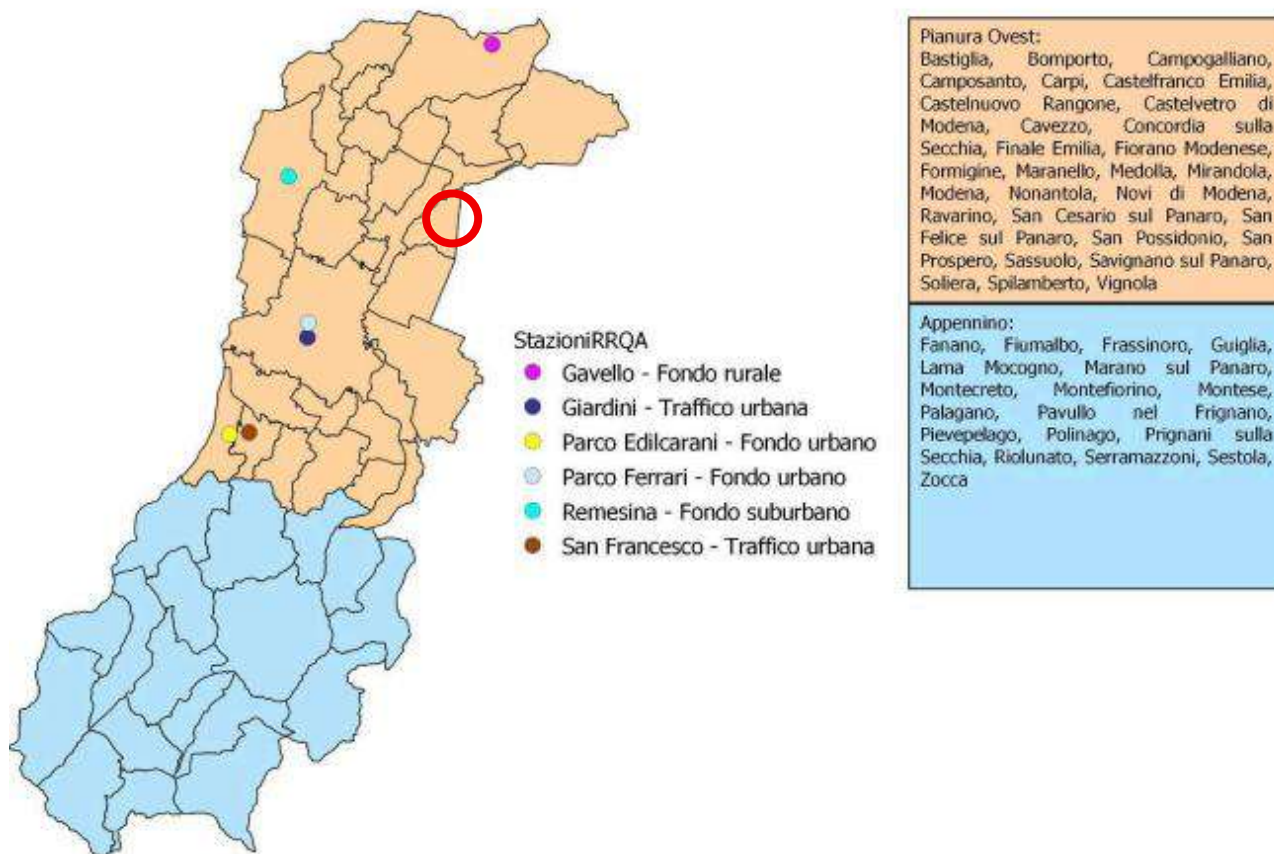 StazioniRRQA
Gavello - Fondo rurale
Giardini - Traffico urbana
Parco Edilcarani - Fondo urbano
Parco Ferrari - Fondo urbano
Remesina - Fondo suburbano
San Francesco - Traffico urbana
Pianura Ovest:
Bastiglia, Bomporto, Campogalliano,
Camposanto, Carpi, Castelfranco Emilia,
Castelnuovo Rangone, Castelvetro di
Modena, Cavezzo, Concordia sulla
Secchia, Finale Emilia, Fiorano Modenese,
Formigine, Maranello, Medolla, Mirandola,
Modena, Nonantola, Novi di Modena,
Ravarino, San Cesario sul Panaro, San
Felice sul Panaro, San Possidonio, San
Prospero, Sassuolo, Savignano sul Panaro,
Soliera, Spilamberto, Vignola
Appennino:
Fanano, Fiumalbo, Frassinoro, Guiglia,
Lama Mocogno, Marano sul Panaro,
Montecreto, Montefiorino, Montese,
Palagano, Pavullo nel Frignano,
Pievepelago, Polinago, Prignani sulla
Secchia, Riolunato, Serramazzoni, Sestola,
Zocca